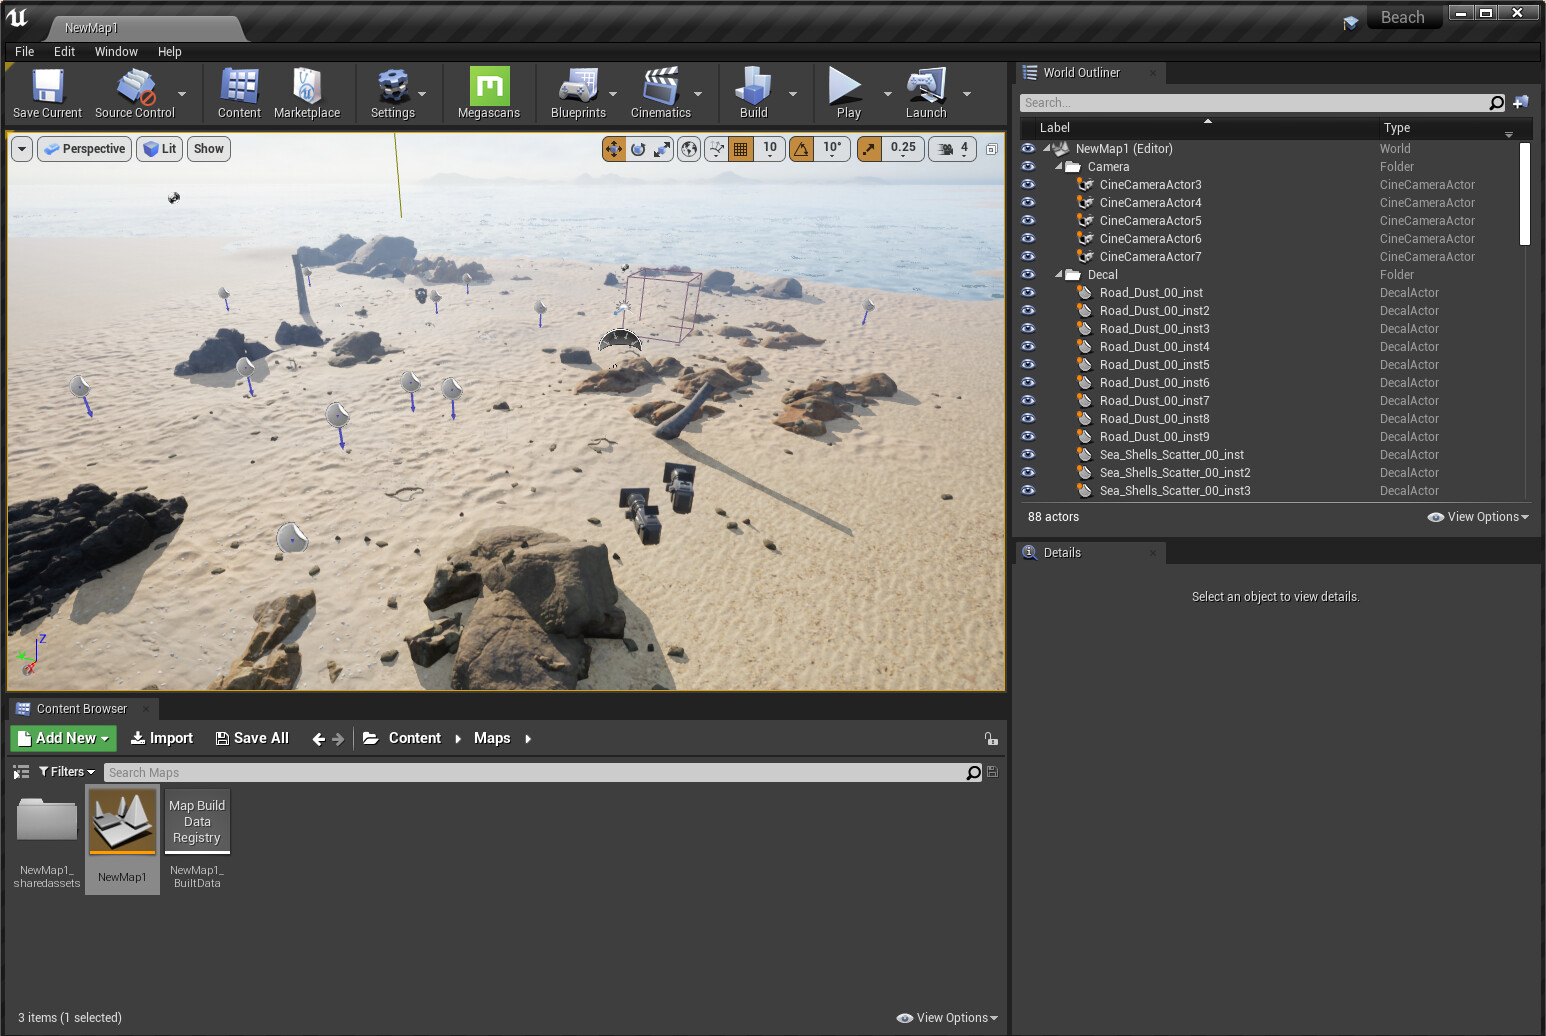 NewMap1
Beach
File Edit Window Help
Save Current Source Control Content Marketplace Settings Megascans Blueprints Cinematics Build Play Launch
Perspective Lit Show 10 10° 0.25 4
World Outliner
Search...
Label Type
NewMap1 (Editor) World
Camera Folder
CineCameraActor3 CineCameraActor
CineCameraActor4 CineCameraActor
CineCameraActor5 CineCameraActor
CineCameraActor6 CineCameraActor
CineCameraActor7 CineCameraActor
Decal Folder
Road_Dust_00_inst DecalActor
Road_Dust_00_inst2 DecalActor
Road_Dust_00_inst3 DecalActor
Road_Dust_00_inst4 DecalActor
Road_Dust_00_inst5 DecalActor
Road_Dust_00_inst6 DecalActor
Road_Dust_00_inst7 DecalActor
Road_Dust_00_inst8 DecalActor
Road_Dust_00_inst9 DecalActor
Sea_Shells_Scatter_00_inst DecalActor
Sea_Shells_Scatter_00_inst2 DecalActor
Sea_Shells_Scatter_00_inst3 DecalActor
88 actors View Options
Details
Select an object to view details.
Z
Content Browser
Add New Import Save All Content Maps
Filters Search Maps
Map Build
Data
Registry
NewMap1_
sharedassets
NewMap1
NewMap1_
BuiltData
3 items (1 selected) View Options